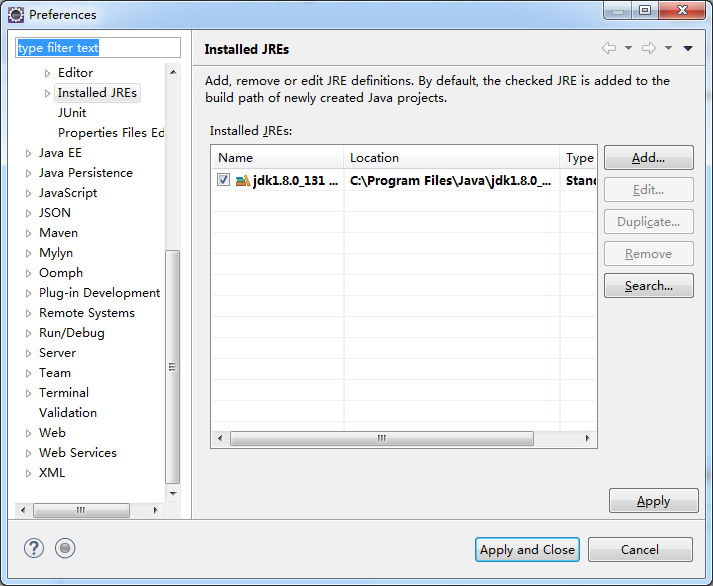 Preferences
type filter text
Editor
Installed JREs
JUnit
Properties Files Ed
Java EE
Java Persistence
JavaScript
JSON
Maven
Mylyn
Oomph
Plug-in Development
Remote Systems
Run/Debug
Server
Team
Terminal
Validation
Web
Web Services
XML
Installed JREs
Add, remove or edit JRE definitions. By default, the checked JRE is added to the
build path of newly created Java projects.
Installed JREs:
Name Location Type
jdk1.8.0_131 ... C:\Program Files\Java\jdk1.8.0_... Stand
Add...
Edit...
Duplicate...
Remove
Search...
Apply
Apply and Close Cancel